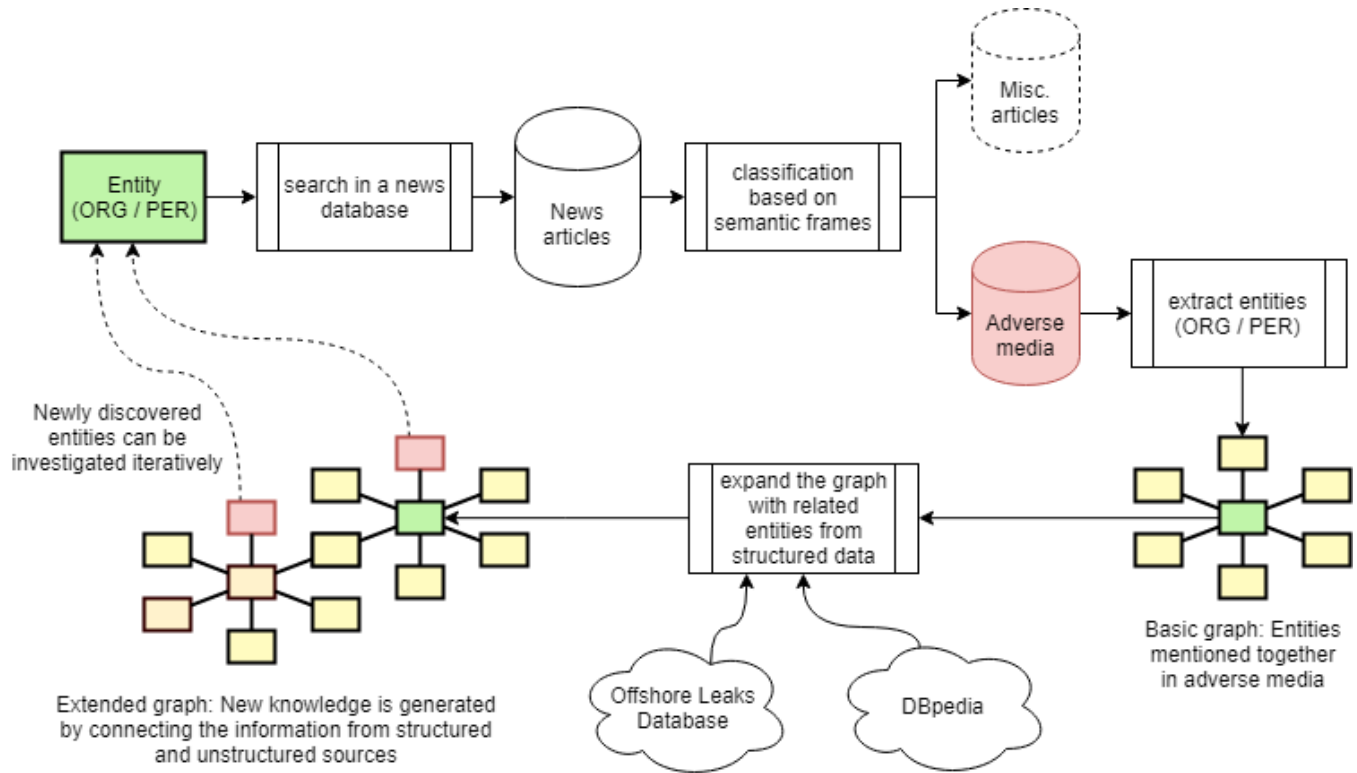 Misc.
articles
Entity
(ORG / PER)
search in a news
database
News
articles
classification
based on
semantic frames
Adverse
media
extract entities
(ORG / PER)
Newly discovered
entities can be
investigated iteratively
expand the graph
with related
entities from
structured data
Basic graph: Entities
mentioned together
in adverse media
Offshore Leaks
Database
DBpedia
Extended graph: New knowledge is generated
by connecting the information from structured
and unstructured sources